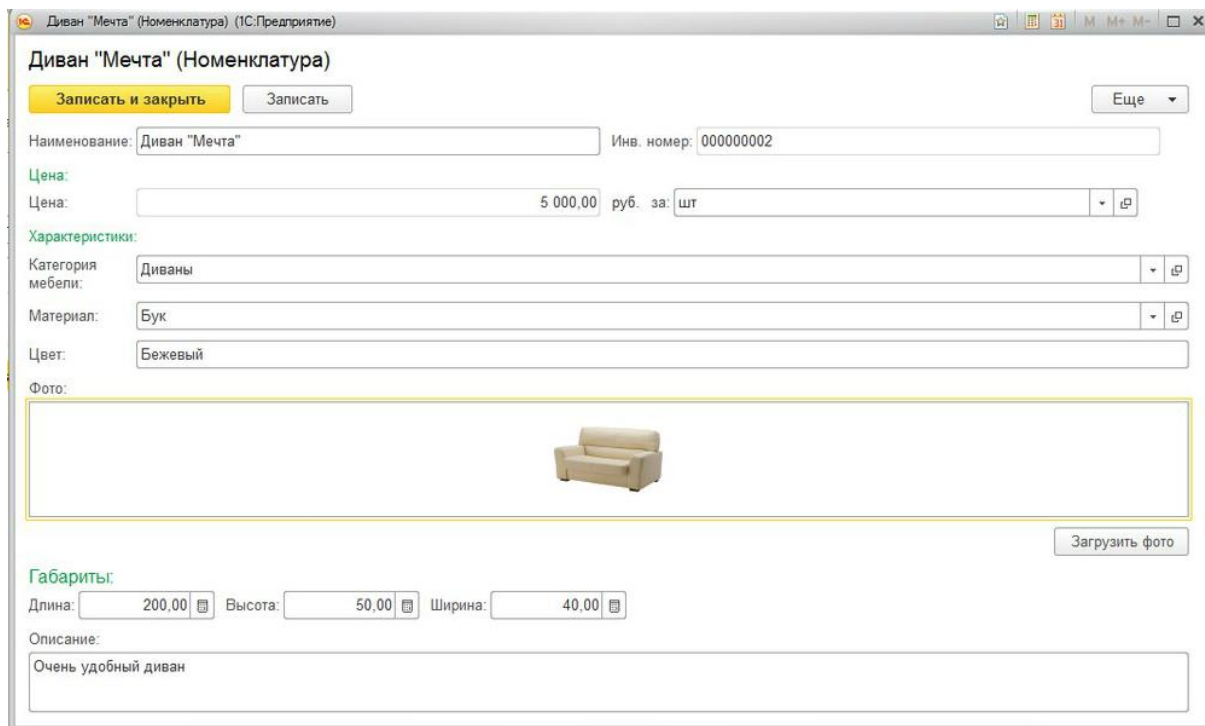 1С Диван "Мечта" (Номенклатура) (1С:Предприятие) 31 M M+ M-
Диван "Мечта" (Номенклатура)
Записать и закрыть Записать Еще
Наименование: Диван "Мечта" Инв. номер: 000000002
Цена:
Цена: 5 000,00 руб. за: шт
Характеристики:
Категория
мебели: Диваны
Материал: Бук
Цвет: Бежевый
Фото:
Загрузить фото
Габариты:
Длина: 200,00 Высота: 50,00 Ширина: 40,00
Описание:
Очень удобный диван